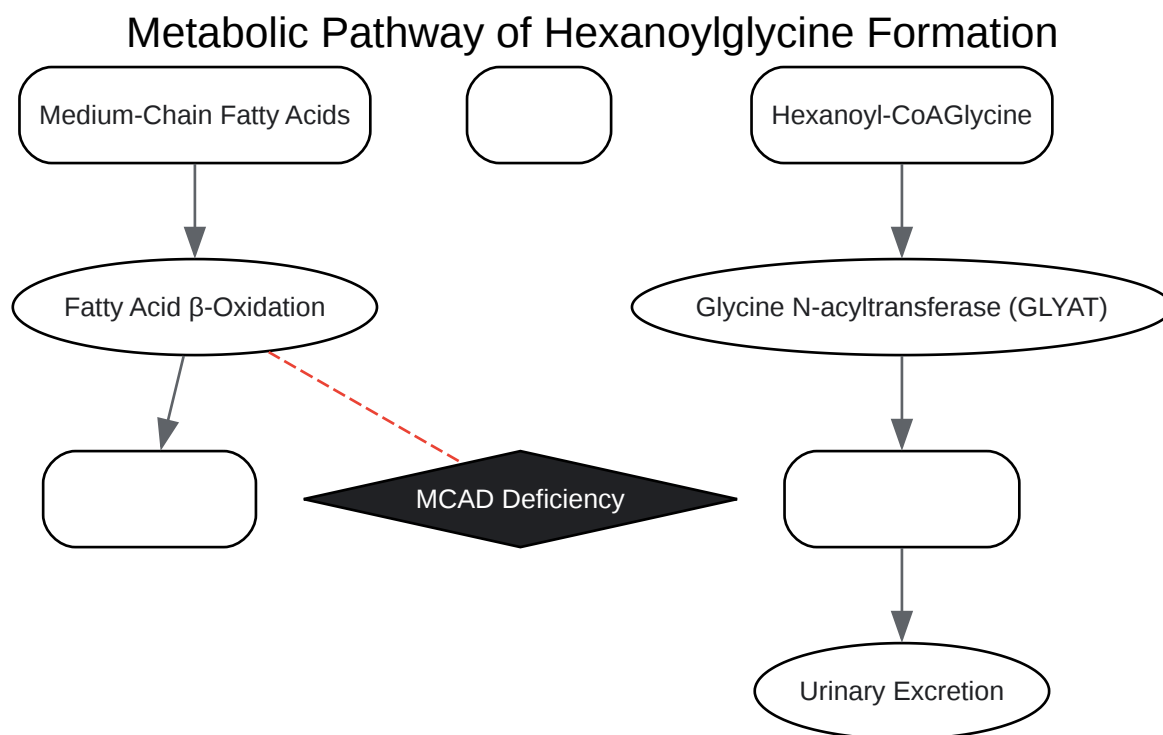 Metabolic Pathway of Hexanoylglycine Formation
Medium-Chain Fatty Acids
Hexanoyl-CoAGlycine
Fatty Acid β-Oxidation
Glycine N-acyltransferase (GLYAT)
MCAD Deficiency
Urinary Excretion